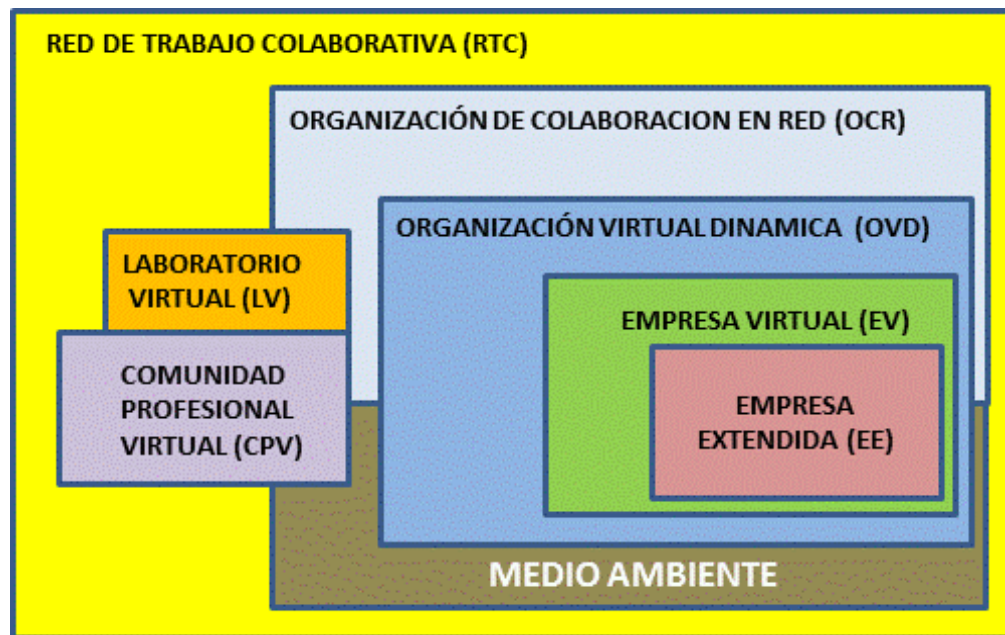 RED DE TRABAJO COLABORATIVA (RTC)
ORGANIZACIÓN DE COLABORACION EN RED (OCR)
ORGANIZACIÓN VIRTUAL DINAMICA (OVD)
LABORATORIO
VIRTUAL (LV)
EMPRESA VIRTUAL (EV)
COMUNIDAD
PROFESIONAL
VIRTUAL (CPV)
EMPRESA
EXTENDIDA (EE)
MEDIO AMBIENTE